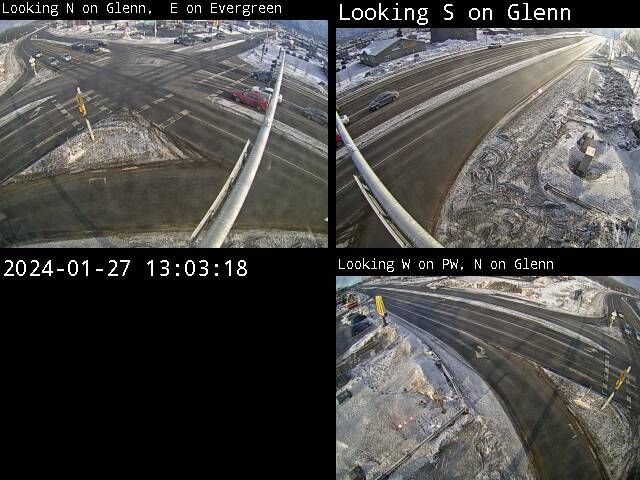 Looking N on Glenn,  E on Evergreen
Looking S on Glenn
2024-01-27 13:03:18
Looking W on PW, N on Glenn